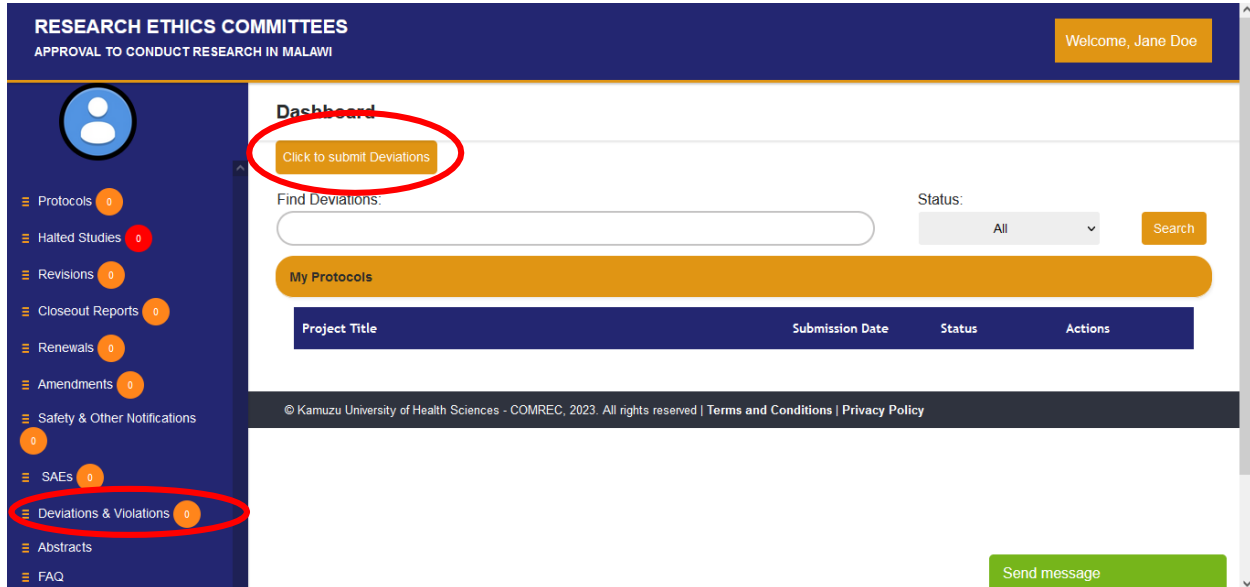 RESEARCH ETHICS COMMITTEES
APPROVAL TO CONDUCT RESEARCH IN MALAWI
Welcome, Jane Doe
Protocols 0
Halted Studies 0
Revisions 0
Closeout Reports 0
Renewals 0
Amendments 0
Safety & Other Notifications
0
SAEs 0
Deviations & Violations 0
Abstracts
FAQ
Dashboard
Click to submit Deviations
Find Deviations:
Status:
All
Search
My Protocols
Project Title Submission Date Status Actions
© Kamuzu University of Health Sciences - COMREC, 2023. All rights reserved | Terms and Conditions | Privacy Policy
Send message